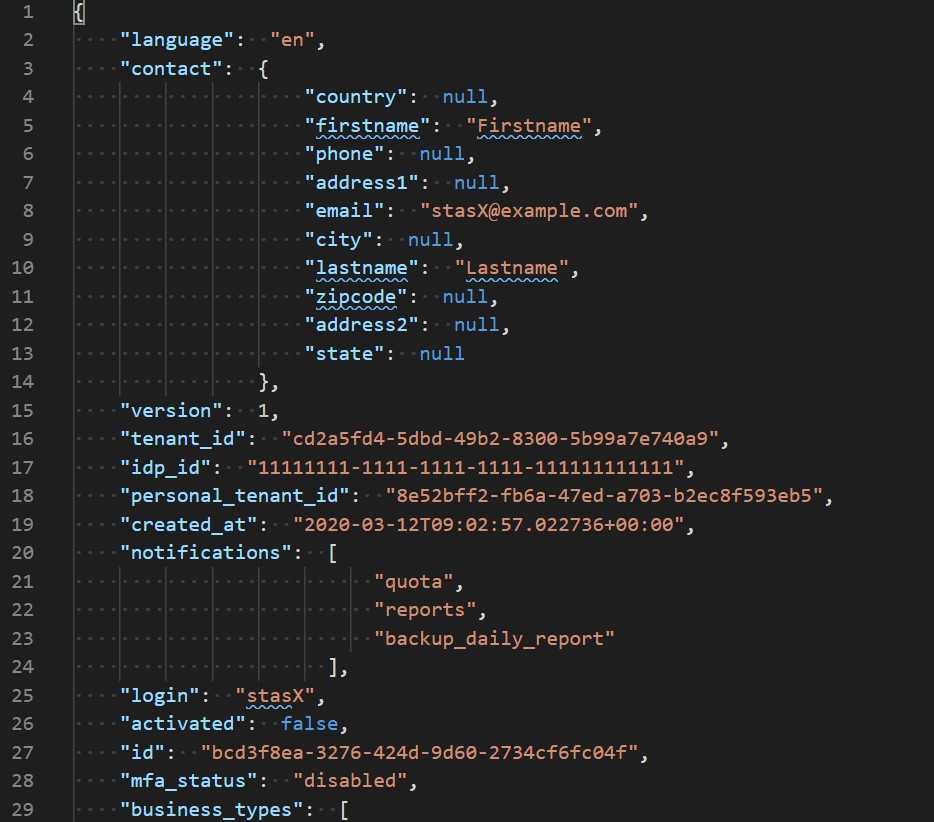 1 {
2 "language": "en",
3 "contact": {
4 "country": null,
5 "firstname": "Firstname",
6 "phone": null,
7 "address1": null,
8 "email": "stasX@example.com",
9 "city": null,
10 "lastname": "Lastname",
11 "zipcode": null,
12 "address2": null,
13 "state": null
14 },
15 "version": 1,
16 "tenant_id": "cd2a5fd4-5dbd-49b2-8300-5b99a7e740a9",
17 "idp_id": "11111111-1111-1111-1111-111111111111",
18 "personal_tenant_id": "8e52bff2-fb6a-47ed-a703-b2ec8f593eb5",
19 "created_at": "2020-03-12T09:02:57.022736+00:00",
20 "notifications": [
21 "quota",
22 "reports",
23 "backup_daily_report"
24 ],
25 "login": "stasX",
26 "activated": false,
27 "id": "bcd3f8ea-3276-424d-9d60-2734cf6fc04f",
28 "mfa_status": "disabled",
29 "business_types": [